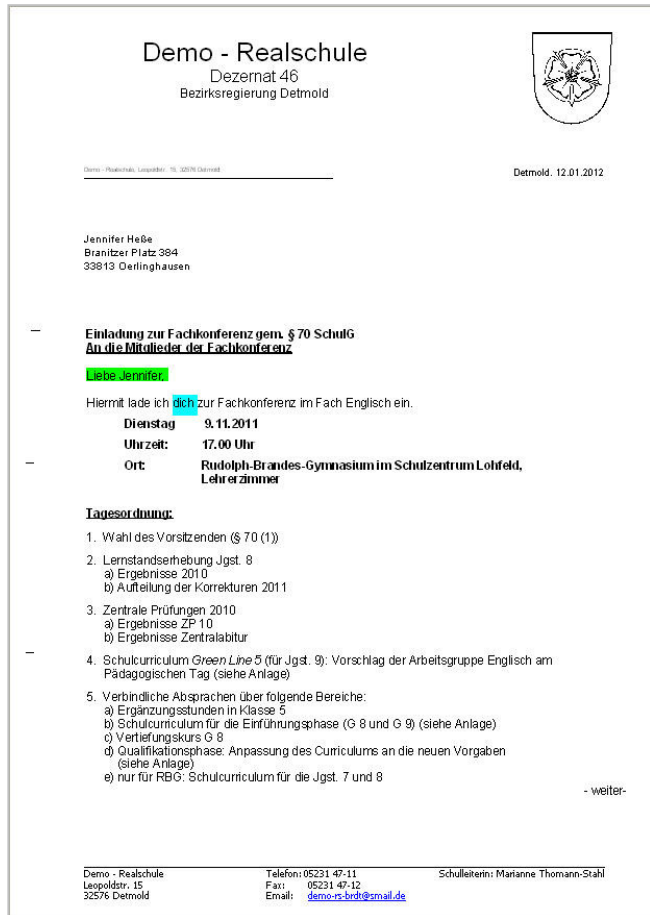 Demo - Realschule
Dezernat 46
Bezirksregierung Detmold
Demo - Realschule, Leopoldstr. 15, 32576 Detmold
Detmold. 12.01.2012
Jennifer Heße
Branitzer Platz 384
33813 Oerlinghausen
Einladung zur Fachkonferenz gem. § 70 SchulG
An die Mitglieder der Fachkonferenz
Liebe Jennifer,
Hiermit lade ich dich zur Fachkonferenz im Fach Englisch ein.
Dienstag 9.11.2011
Uhrzeit: 17.00 Uhr
Ort: Rudolph-Brandes-Gymnasium im Schulzentrum Lohfeld,
Lehrerzimmer
Tagesordnung:
1. Wahl des Vorsitzenden (§ 70 (1))
2. Lernstandserhebung Jgst. 8
a) Ergebnisse 2010
b) Aufteilung der Korrekturen 2011
3. Zentrale Prüfungen 2010
a) Ergebnisse ZP 10
b) Ergebnisse Zentralabitur
4. Schulcurriculum Green Line 5 (für Jgst. 9): Vorschlag der Arbeitsgruppe Englisch am
Pädagogischen Tag (siehe Anlage)
5. Verbindliche Absprachen über folgende Bereiche:
a) Ergänzungsstunden in Klasse 5
b) Schulcurriculum für die Einführungsphase (G 8 und G 9) (siehe Anlage)
c) Vertiefungskurs G 8
d) Qualifikationsphase: Anpassung des Curriculums an die neuen Vorgaben
(siehe Anlage)
e) nur für RBG: Schulcurriculum für die Jgst. 7 und 8
- weiter-
Demo - Realschule Telefon: 05231 47-11 Schulleiterin: Marianne Thomann-Stahl
Leopoldstr. 15 Fax: 05231 47-12
32576 Detmold Email: demo-rs-brdt@smail.de